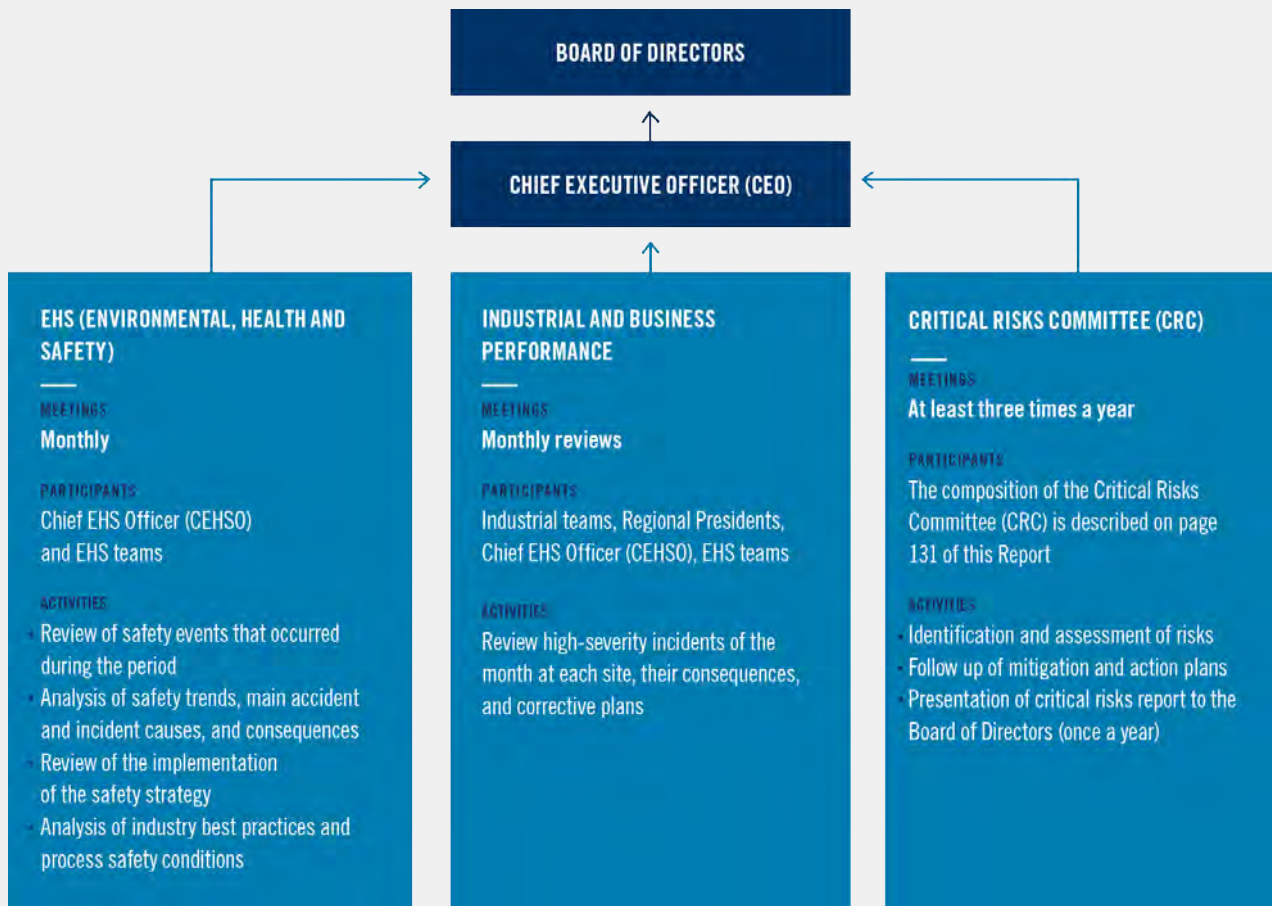 BOARD OF DIRECTORS
CHIEF EXECUTIVE OFFICER (CEO)
EHS (ENVIRONMENTAL, HEALTH AND
SAFETY)
MEETINGS
Monthly
PARTICIPANTS
Chief EHS Officer (CEHSO)
and EHS teams
ACTIVITIES
• Review of safety events that occurred
during the period
• Analysis of safety trends, main accident
and incident causes, and consequences
• Review of the implementation
of the safety strategy
• Analysis of industry best practices and
process safety conditions
INDUSTRIAL AND BUSINESS
PERFORMANCE
MEETINGS
Monthly reviews
PARTICIPANTS
Industrial teams, Regional Presidents,
Chief EHS Officer (CEHSO), EHS teams
ACTIVITIES
Review high-severity incidents of the
month at each site, their consequences,
and corrective plans
CRITICAL RISKS COMMITTEE (CRC)
MEETINGS
At least three times a year
PARTICIPANTS
The composition of the Critical Risks
Committee (CRC) is described on page
131 of this Report
ACTIVITIES
• Identification and assessment of risks
• Follow up of mitigation and action plans
• Presentation of critical risks report to the
Board of Directors (once a year)